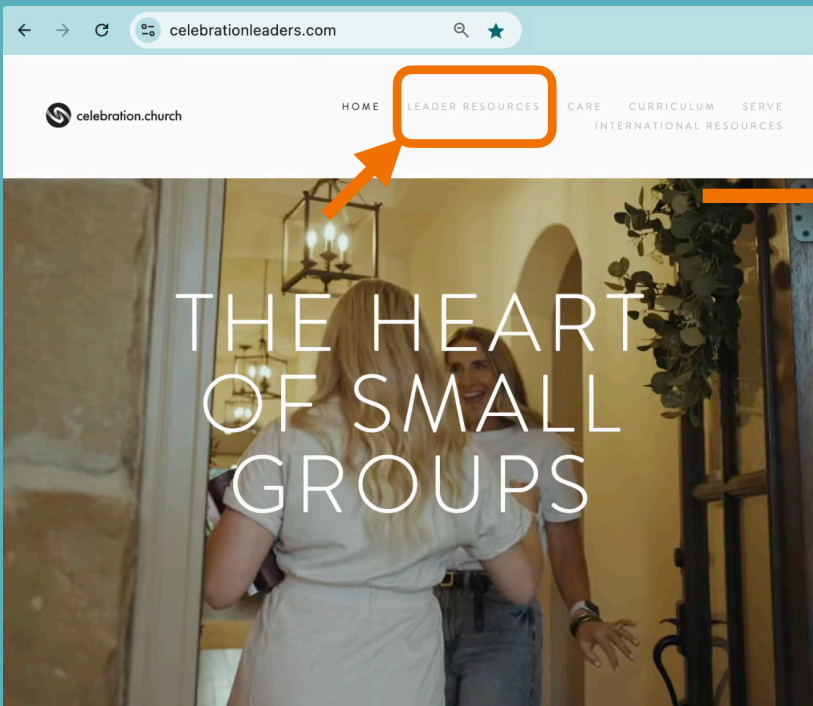 celebrationleaders.com
celebration.church
HOME LEADER RESOURCES CARE CURRICULUM SERVE
INTERNATIONAL RESOURCES
THE HEART
OF SMALL
GROUPS